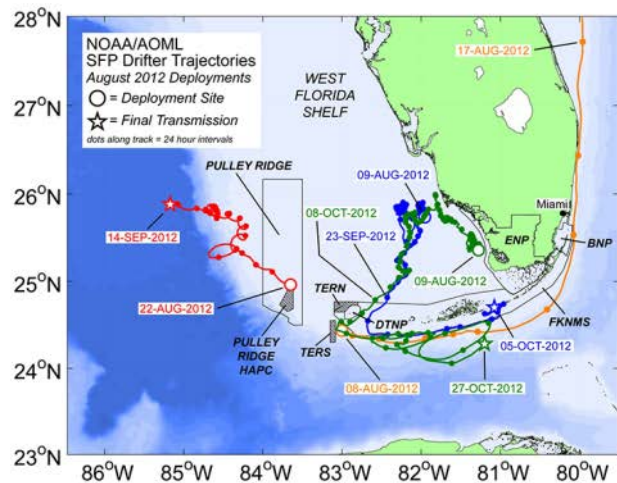 28°N
27°N
26°N
25°N
24°N
23°N
NOAA/AOML
SFP Drifter Trajectories
August 2012 Deployments
= Deployment Site
= Final Transmission
dots along track = 24 hour intervals
WEST
FLORIDA
SHELF
17-AUG-2012
PULLEY RIDGE
09-AUG-2012
08-OCT-2012
14-SEP-2012
23-SEP-2012
Miami
ENP
BNP
09-AUG-2012
22-AUG-2012
TERN
DTNP
FKNMS
PULLEY
RIDGE
HAPC
TERS
08-AUG-2012
05-OCT-2012
27-OCT-2012
86°W
85°W
84°W
83°W
82°W
81°W
80°W